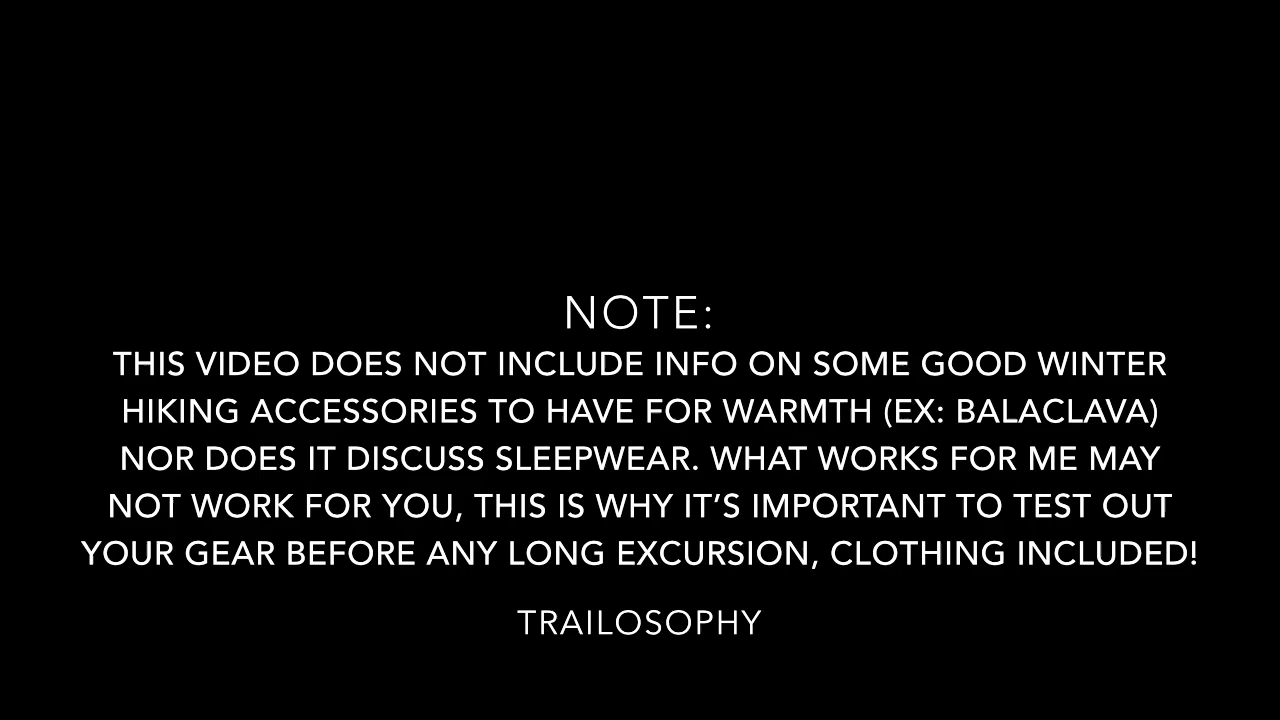 NOTE:
THIS VIDEO DOES NOT INCLUDE INFO ON SOME GOOD WINTER
HIKING ACCESSORIES TO HAVE FOR WARMTH (EX: BALACLAVA)
NOR DOES IT DISCUSS SLEEPWEAR. WHAT WORKS FOR ME MAY
NOT WORK FOR YOU, THIS IS WHY IT’S IMPORTANT TO TEST OUT
YOUR GEAR BEFORE ANY LONG EXCURSION, CLOTHING INCLUDED!
TRAILOSOPHY